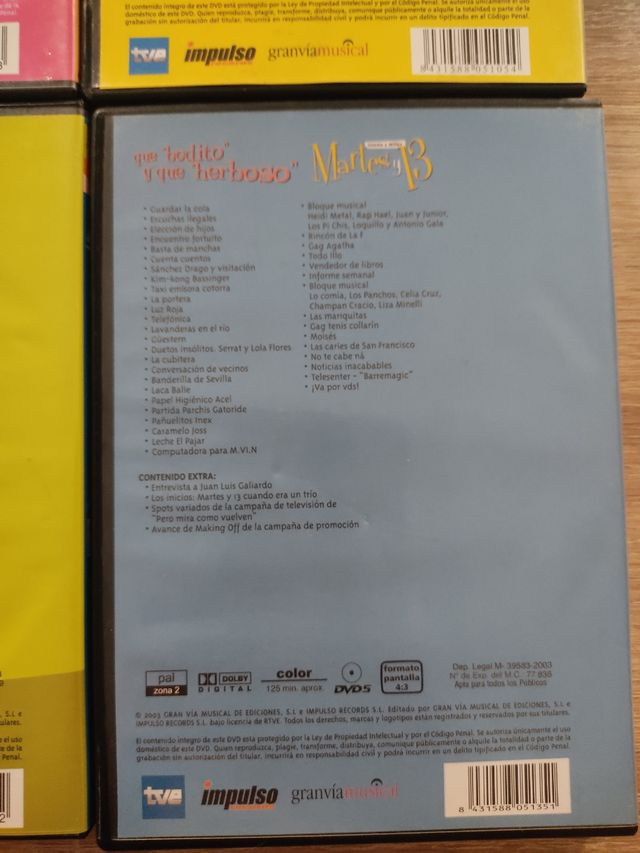 El contenido integro de este DVD está protegido por la Ley de Propiedad Intelectual y por el Código Penal. Se autoriza únicamente el uso
doméstico de este DVD. Quien reproduzca, plagie, transforme, distribuya, comunique públicamente o alquile la totalidad o parte de la
grabación sin autorización del titular, incurrirá en responsabilidad civil y podrá incurrir en un delito tipificado en el Código Penal.
tve
impulso
records
granvíamusical
8 431588 051054
que "bodito"
y que "herboso"
Martes y 13
Guardar la cola
Escuchas ilegales
Elección de hijos
Encuentro fortuito
Basta de manchas
Cuenta cuentos
Sánchez Drago y visitación
Kim-kong Bassinger
Taxi emisora cotorra
La portera
Luz Roja
Telefónica
Lavanderas en el río
Güestern
Duetos insólitos. Serrat y Lola Flores
La cubitera
Conversación de vecinos
Banderilla de Sevilla
Laca Balle
Papel Higiénico Acel
Partida Parchis Gatoride
Pañuelitos Inex
Caramelo Joss
Leche El Pajar
Computadora para M.VI.N
Bloque musical
Heidi Metal, Rap Hael, Juan y Junior,
Los Pi Chis, Loquillo y Antonio Gala
Rincón de La F
Gag Agatha
Todo Illo
Vendedor de libros
Informe semanal
Bloque musical
Lo comia, Los Panchos, Celia Cruz,
Champan Cracio, Liza Minelli
Las mariquitas
Gag tenis collarín
Moisés
Las caries de San Francisco
No te cabe ná
Noticias inacabables
Telesenter - "Barremagic"
¡Va por vds!
CONTENIDO EXTRA:
Entrevista a Juan Luis Galiardo
Los inicios: Martes y 13 cuando era un trío
Spots variados de la campaña de televisión de
"Pero mira como vuelven"
Avance de Making Off de la campaña de promoción
pal
zona 2
DOLBY
DIGITAL
color
125 min. aprox.
DVD5
formato
pantalla
4:3
Dep. Legal M- 39583-2003
Nº de Exp. del M.C. 77 836
Apta para todos los Públicos
© 2003 GRAN VÍA MUSICAL DE EDICIONES, S.L e IMPULSO RECORDS S.L. Editado por GRAN VÍA MUSICAL DE EDICIONES, S.L e
IMPULSO RECORDS S.L. bajo licencia de RTVE. Todos los derechos, marcas y logotipos están registrados y reservados por sus titulares.
El contenido integro de este DVD está protegido por la Ley de Propiedad Intelectual y por el Código Penal. Se autoriza únicamente el uso
doméstico de este DVD. Quien reproduzca, plagie, transforme, distribuya, comunique públicamente o alquile la totalidad o parte de la
grabación sin autorización del titular, incurrirá en responsabilidad civil y podrá incurrir en un delito tipificado en el Código Penal.
tve
impulso
records
granvíamusical
8 431588 051351